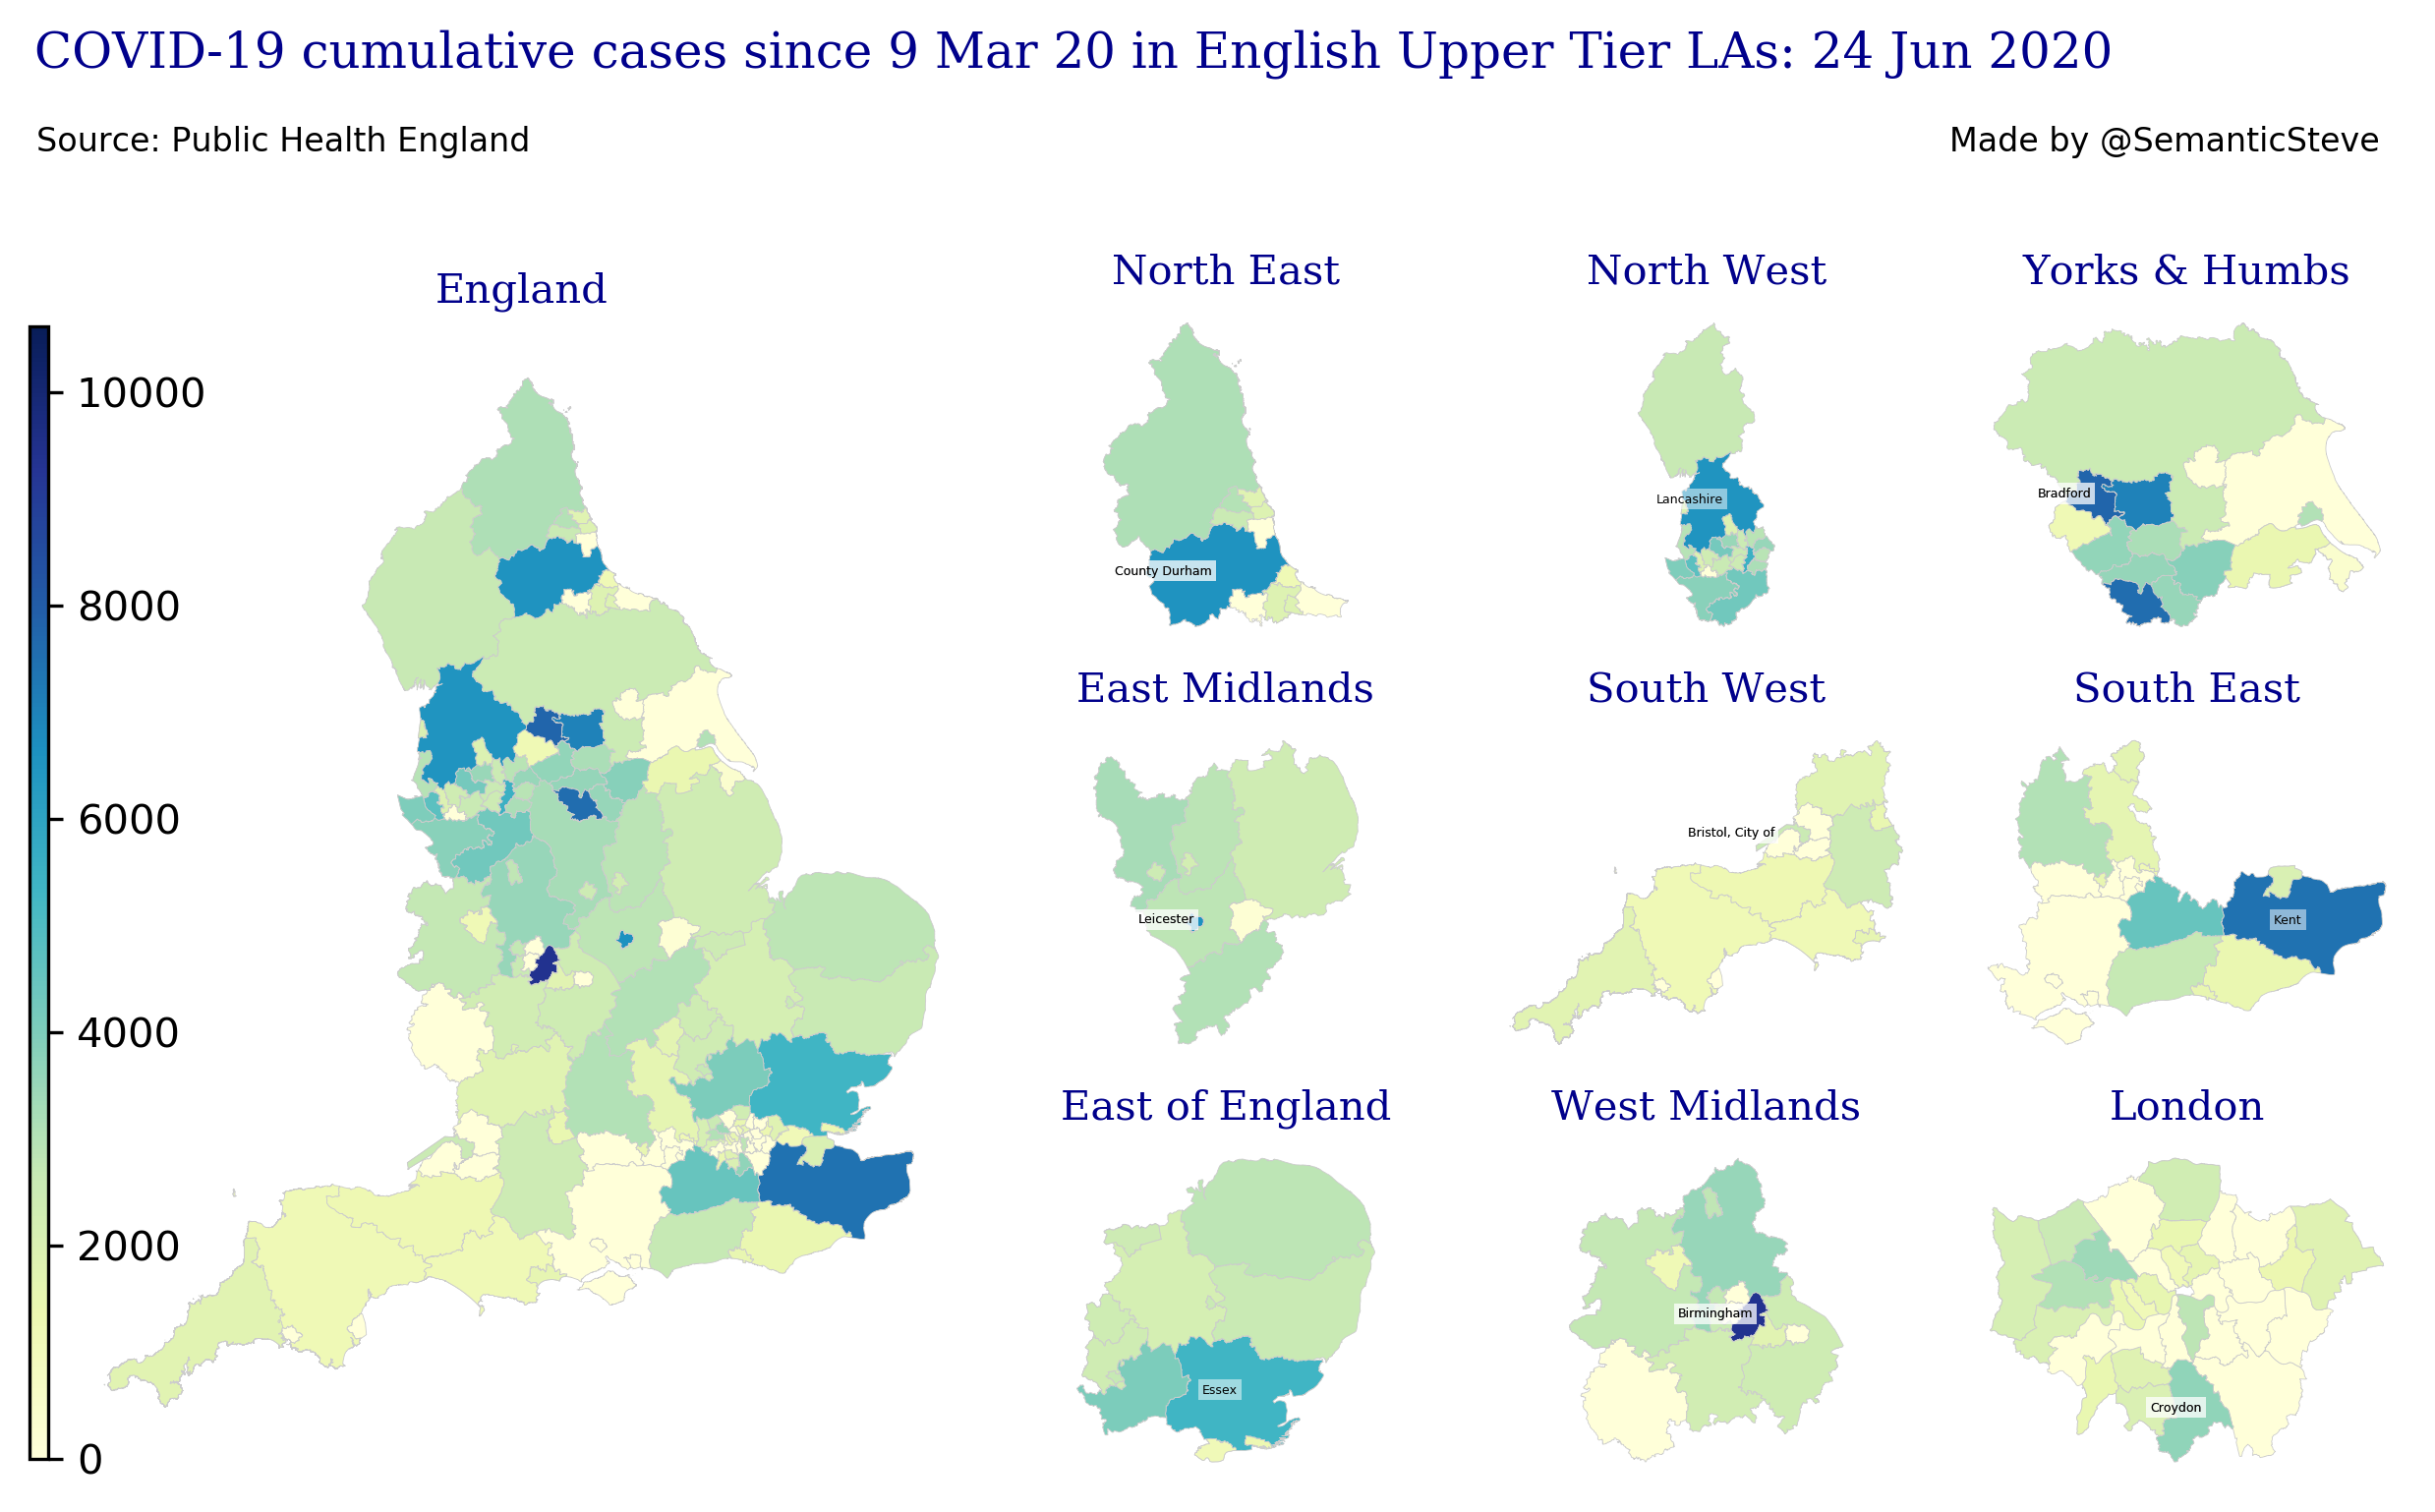 COVID-19 cumulative cases since 9 Mar 20 in English Upper Tier LAs: 24 Jun 2020
Source: Public Health England
Made by @SemanticSteve
England
10000
8000
6000
4000
2000
0
North East
County Durham
North West
Lancashire
Yorks & Humbs
Bradford
East Midlands
Leicester
South West
Bristol, City of
South East
Kent
East of England
Essex
West Midlands
Birmingham
London
Croydon